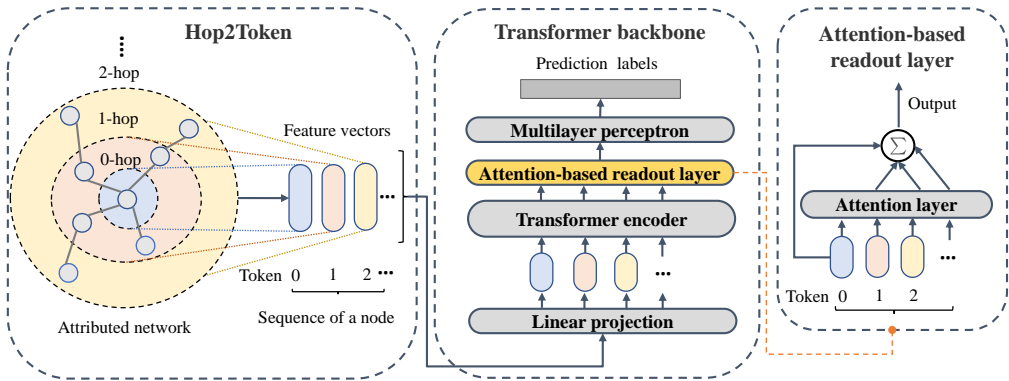 Hop2Token
2-hop
1-hop
0-hop
Feature vectors
Token 0 1 2
Sequence of a node
Attributed network
Transformer backbone
Prediction labels
Multilayer perceptron
Attention-based readout layer
Transformer encoder
Linear projection
Attention-based
readout layer
Output
Σ
Attention layer
Token 0 1 2